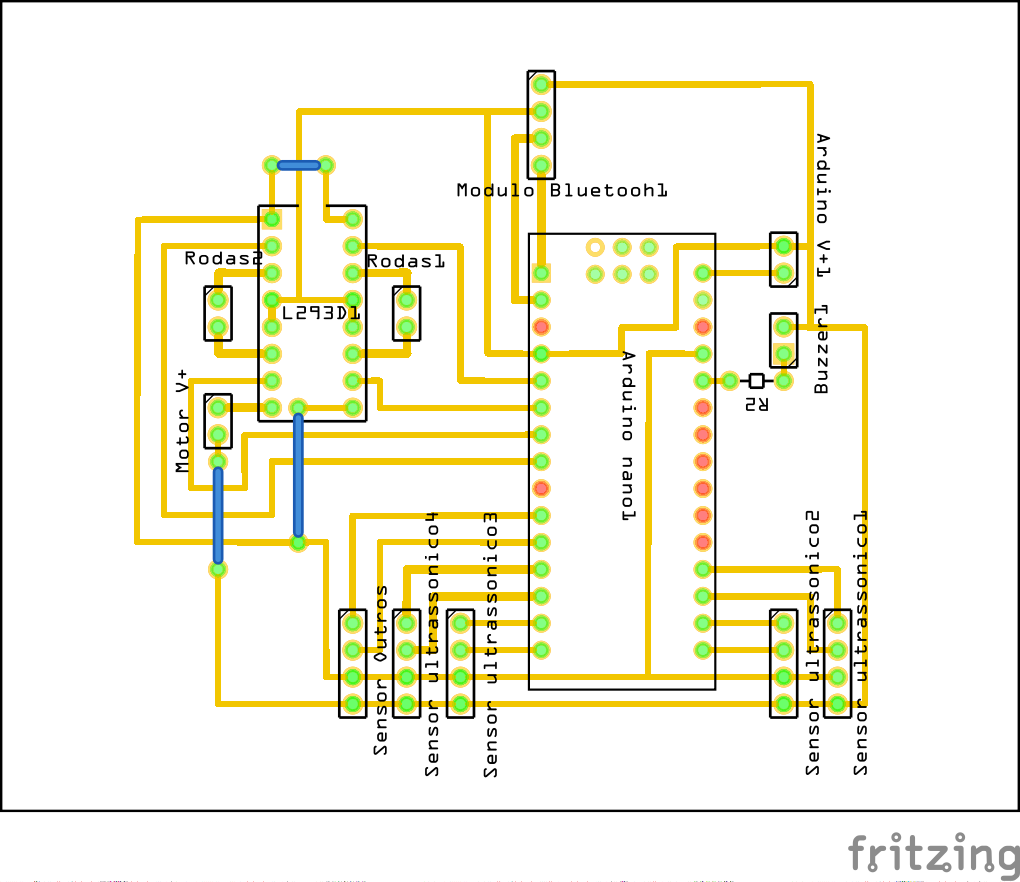 Modulo Bluetooh1
Arduino V+1
Rodas2
Rodas1
L293D1
Buzzer1
Arduino nano1
R2
Motor V+
Sensor Outros
Sensor ultrassonico4
Sensor ultrassonico3
Sensor ultrassonico2
Sensor ultrassonico1
fritzing